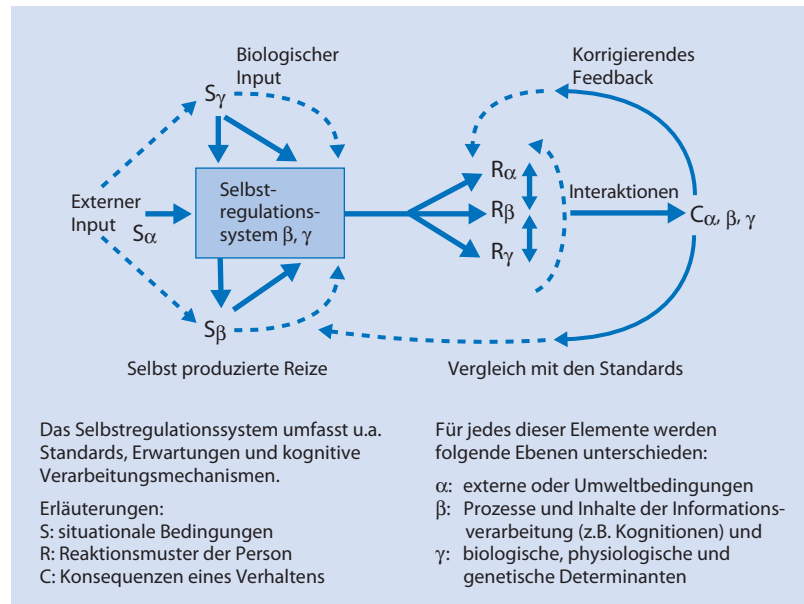 Biologischer
Input
Korrigierendes
Feedback
Sγ
Externer
Input
Sα
Selbst-
regulations-
system β, γ
Rα
Rβ
Rγ
Interaktionen
Cα, β, γ
Sβ
Selbst produzierte Reize
Vergleich mit den Standards
Das Selbstregulationssystem umfasst u.a.
Standards, Erwartungen und kognitive
Verarbeitungsmechanismen.
Erläuterungen:
S: situationale Bedingungen
R: Reaktionsmuster der Person
C: Konsequenzen eines Verhaltens
Für jedes dieser Elemente werden
folgende Ebenen unterschieden:
α: externe oder Umweltbedingungen
β: Prozesse und Inhalte der Informations-
verarbeitung (z.B. Kognitionen) und
γ: biologische, physiologische und
genetische Determinanten